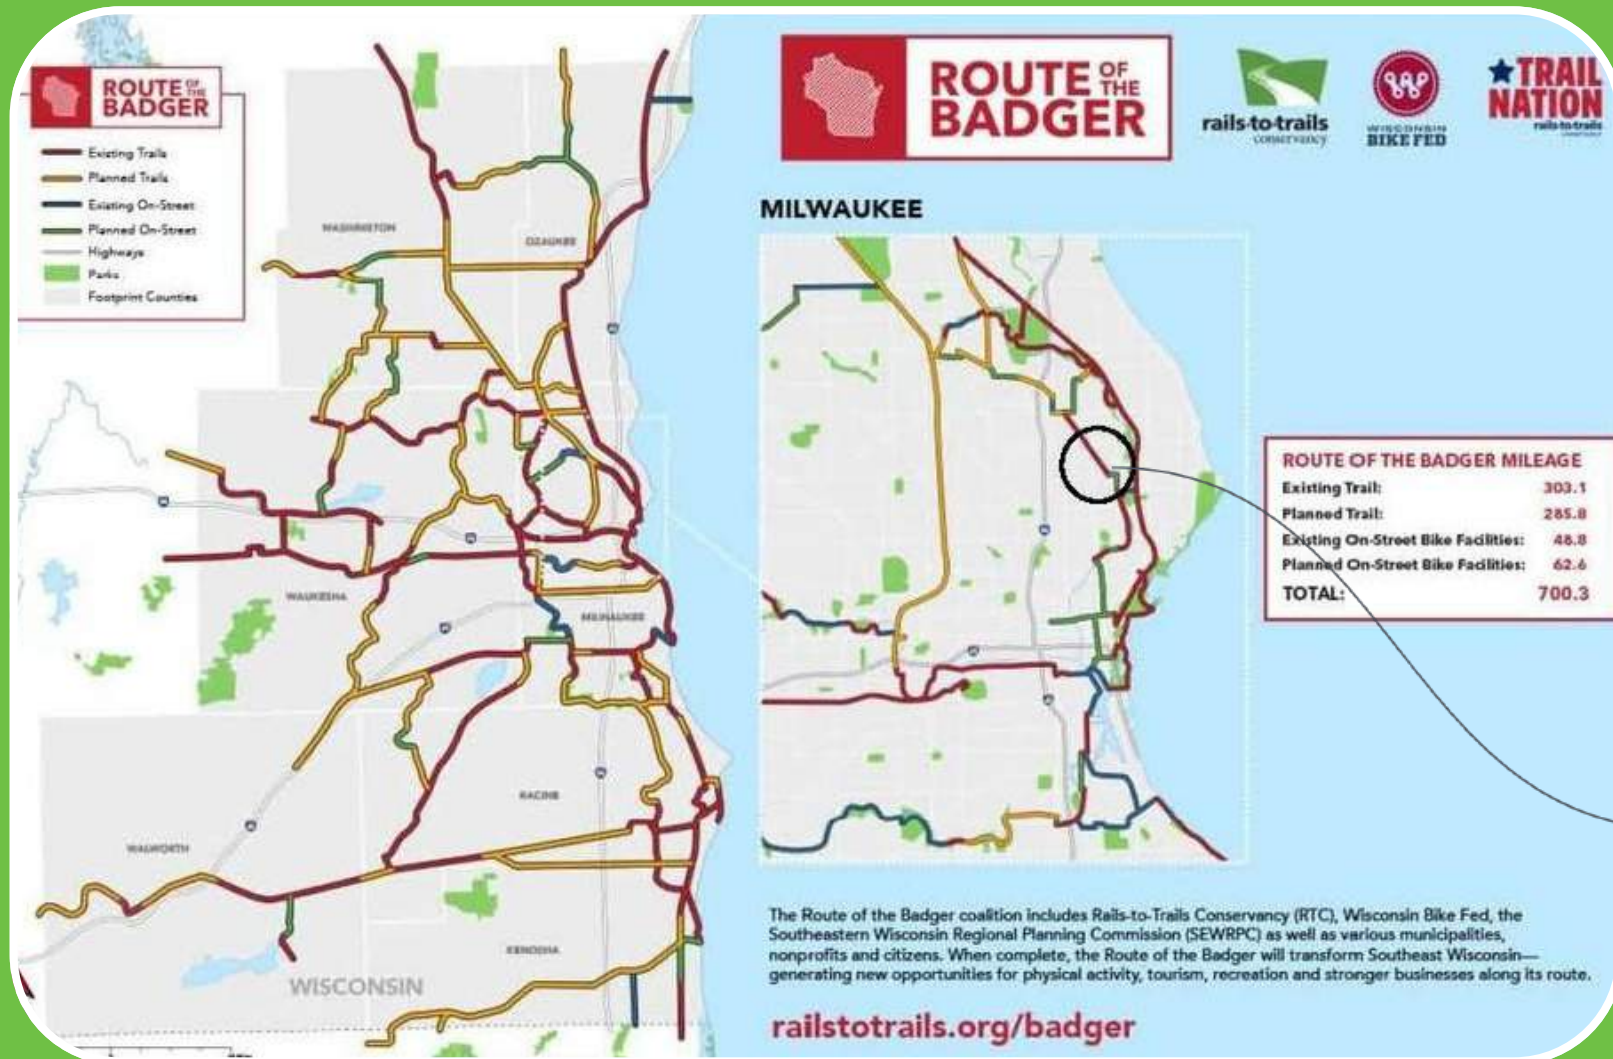 ROUTE OF THE
BADGER
Existing Trails
Planned Trails
Existing On-Street
Planned On-Street
Highways
Parks
Footprint Counties
WASHINGTON
OZAUKEE
WAUKESHA
MILWAUKEE
RACINE
WALWORTH
KENOSHA
WISCONSIN
ROUTE OF THE
BADGER
rails-to-trails
conservancy
WISCONSIN
BIKE FED
TRAIL
NATION
rails-to-trails
MILWAUKEE
ROUTE OF THE BADGER MILEAGE
Existing Trail: 303.1
Planned Trail: 285.8
Existing On-Street Bike Facilities: 48.8
Planned On-Street Bike Facilities: 62.6
TOTAL: 700.3
The Route of the Badger coalition includes Rails-to-Trails Conservancy (RTC), Wisconsin Bike Fed, the
Southeastern Wisconsin Regional Planning Commission (SEWRPC) as well as various municipalities,
nonprofits and citizens. When complete, the Route of the Badger will transform Southeast Wisconsin—
generating new opportunities for physical activity, tourism, recreation and stronger businesses along its route.
railstotrails.org/badger